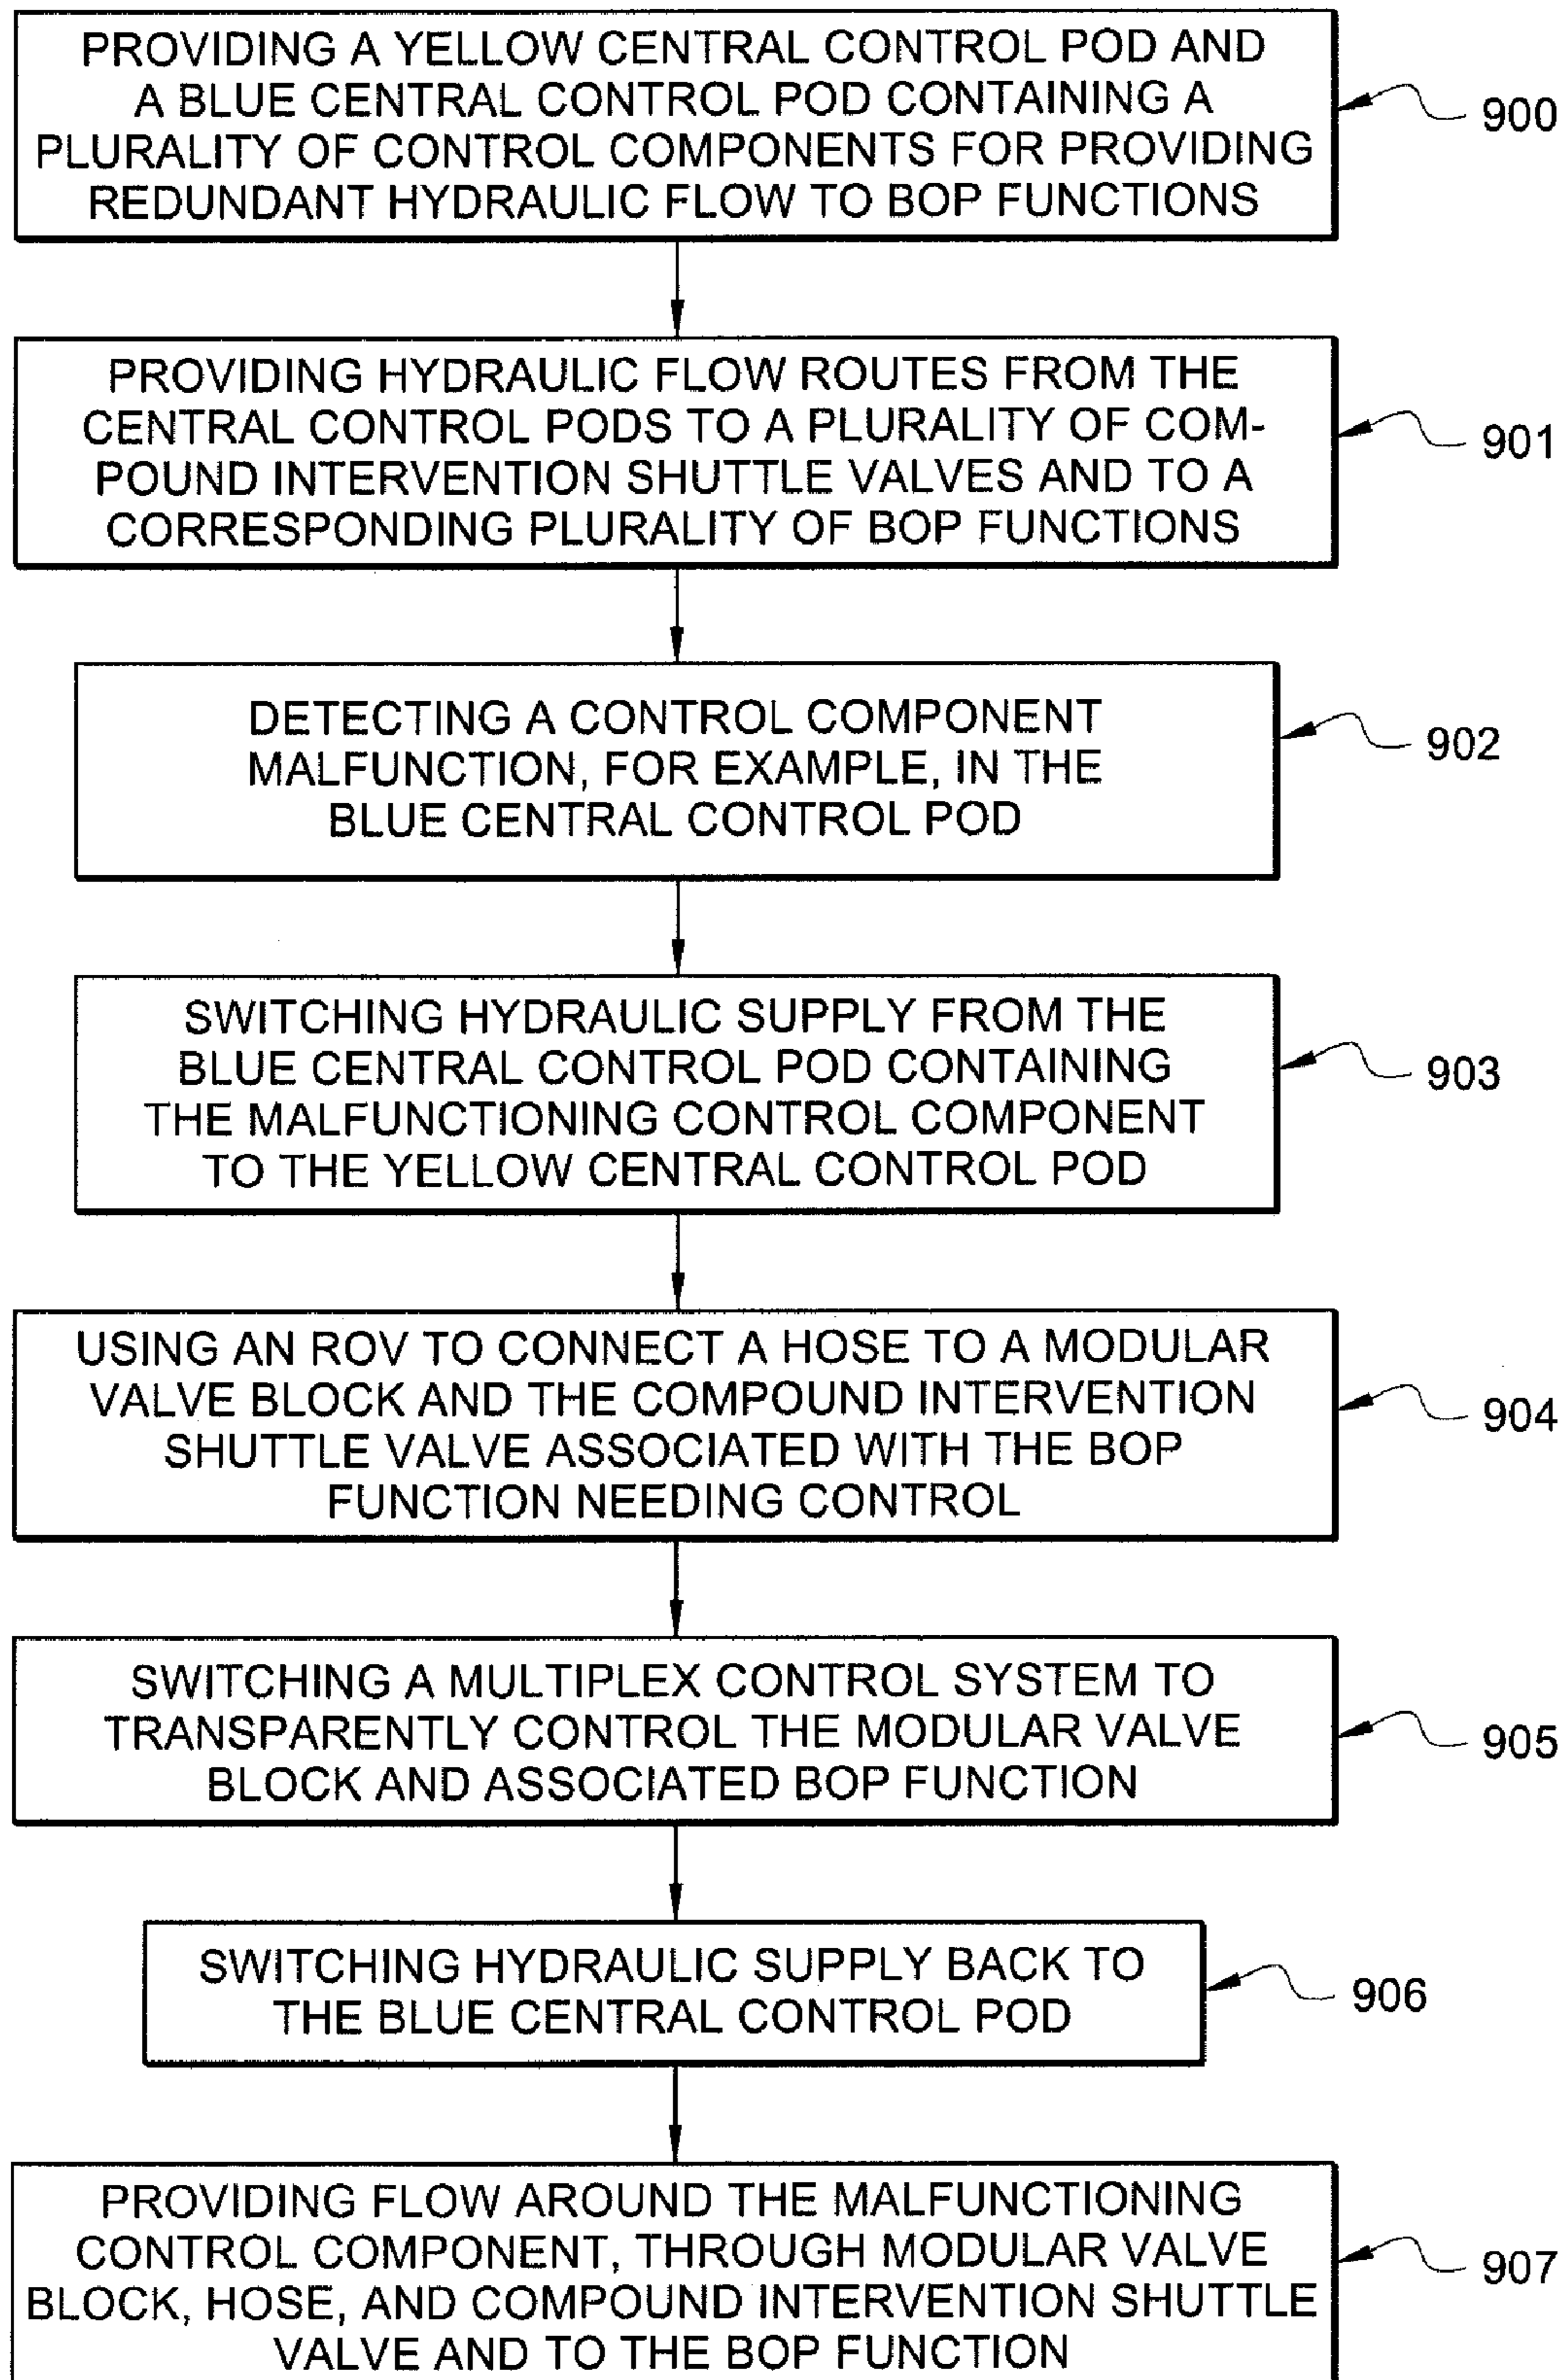 PROVIDING A YELLOW CENTRAL CONTROL POD AND
A BLUE CENTRAL CONTROL POD CONTAINING A
PLURALITY OF CONTROL COMPONENTS FOR PROVIDING
REDUNDANT HYDRAULIC FLOW TO BOP FUNCTIONS
900
PROVIDING HYDRAULIC FLOW ROUTES FROM THE
CENTRAL CONTROL PODS TO A PLURALITY OF COM-
POUND INTERVENTION SHUTTLE VALVES AND TO A
CORRESPONDING PLURALITY OF BOP FUNCTIONS
901
DETECTING A CONTROL COMPONENT
MALFUNCTION, FOR EXAMPLE, IN THE
BLUE CENTRAL CONTROL POD
902
SWITCHING HYDRAULIC SUPPLY FROM THE
BLUE CENTRAL CONTROL POD CONTAINING
THE MALFUNCTIONING CONTROL COMPONENT
TO THE YELLOW CENTRAL CONTROL POD
903
USING AN ROV TO CONNECT A HOSE TO A MODULAR
VALVE BLOCK AND THE COMPOUND INTERVENTION
SHUTTLE VALVE ASSOCIATED WITH THE BOP
FUNCTION NEEDING CONTROL
904
SWITCHING A MULTIPLEX CONTROL SYSTEM TO
TRANSPARENTLY CONTROL THE MODULAR VALVE
BLOCK AND ASSOCIATED BOP FUNCTION
905
SWITCHING HYDRAULIC SUPPLY BACK TO
THE BLUE CENTRAL CONTROL POD
906
PROVIDING FLOW AROUND THE MALFUNCTIONING
CONTROL COMPONENT, THROUGH MODULAR VALVE
BLOCK, HOSE, AND COMPOUND INTERVENTION SHUTTLE
VALVE AND TO THE BOP FUNCTION
907